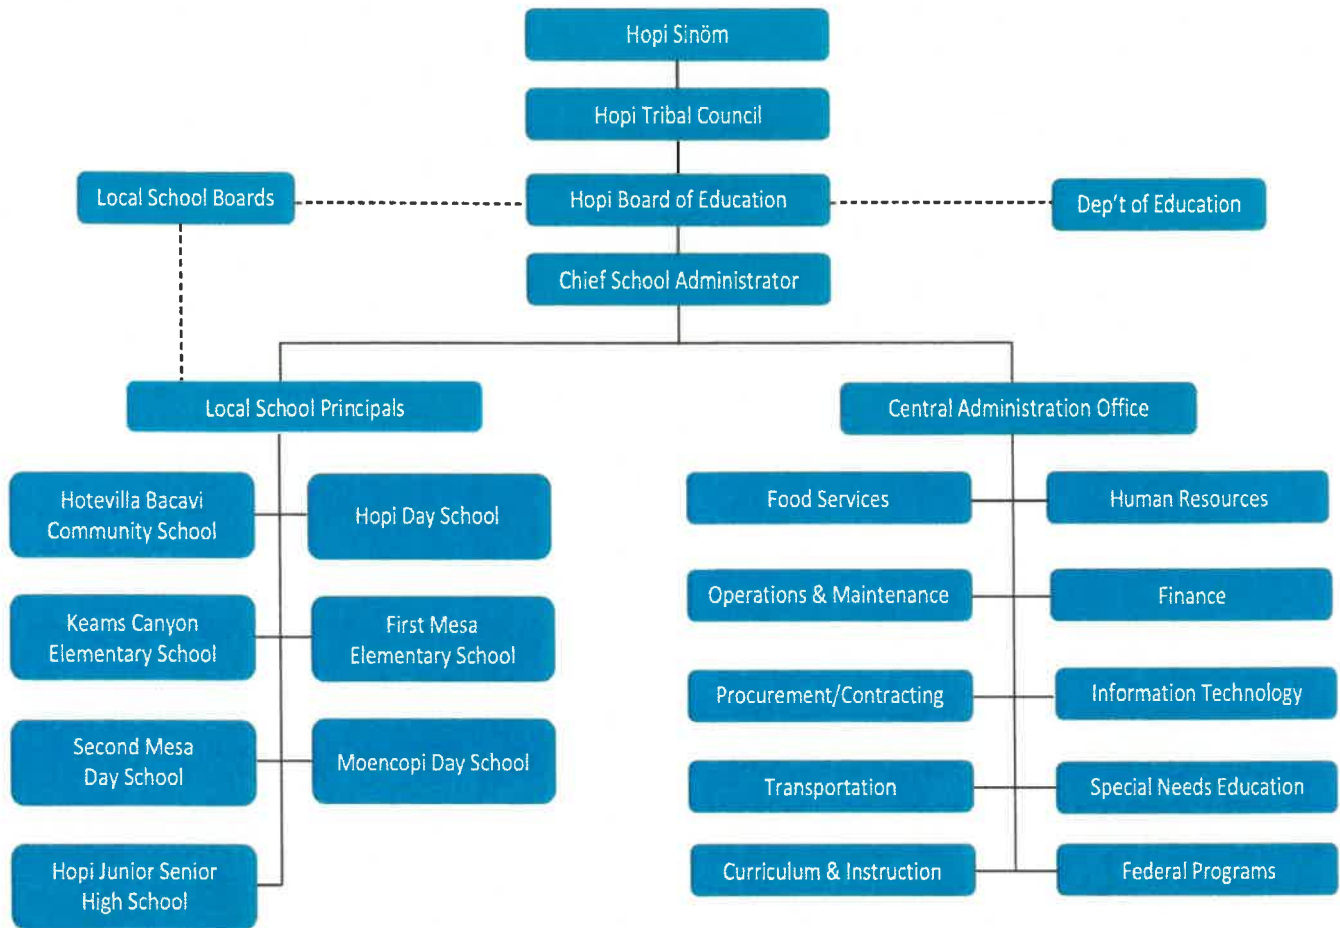 Hopi Sinöm
Hopi Tribal Council
Local School Boards
Hopi Board of Education
Dep't of Education
Chief School Administrator
Local School Principals
Central Administration Office
Hotevilla Bacavi
Community School
Hopi Day School
Keams Canyon
Elementary School
First Mesa
Elementary School
Second Mesa
Day School
Moencopi Day School
Hopi Junior Senior
High School
Food Services
Human Resources
Operations & Maintenance
Finance
Procurement/Contracting
Information Technology
Transportation
Special Needs Education
Curriculum & Instruction
Federal Programs